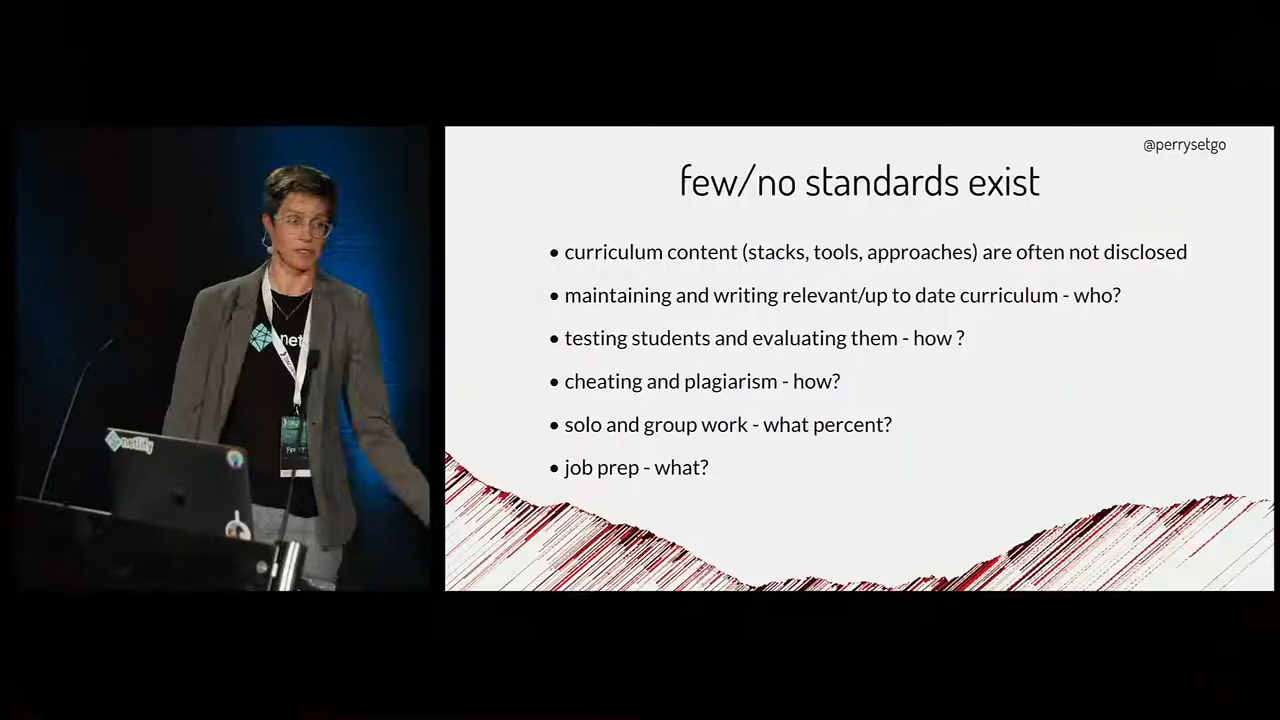 @perrysetgo
few/no standards exist
• curriculum content (stacks, tools, approaches) are often not disclosed
• maintaining and writing relevant/up to date curriculum - who?
• testing students and evaluating them - how ?
• cheating and plagiarism - how?
• solo and group work - what percent?
• job prep - what?
net
netlify